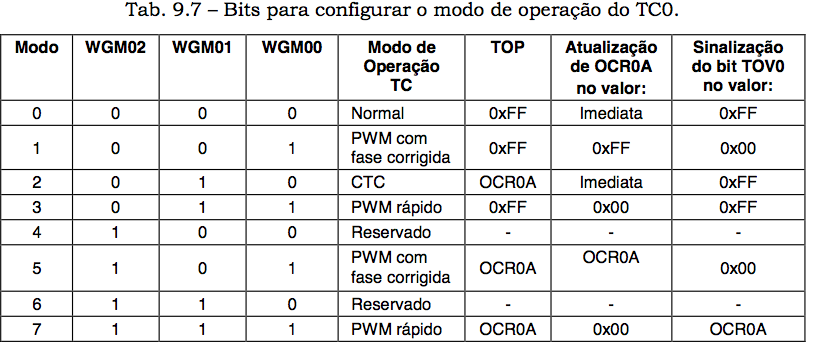 Tab. 9.7 – Bits para configurar o modo de operação do TC0.
Modo WGM02 WGM01 WGM00 Modo de Operação TC TOP Atualização de OCR0A no valor: Sinalização do bit TOV0 no valor:
0 0 0 0 Normal 0xFF Imediata 0xFF
1 0 0 1 PWM com fase corrigida 0xFF 0xFF 0x00
2 0 1 0 CTC OCR0A Imediata 0xFF
3 0 1 1 PWM rápido 0xFF 0x00 0xFF
4 1 0 0 Reservado - - -
5 1 0 1 PWM com fase corrigida OCR0A OCR0A 0x00
6 1 1 0 Reservado - - -
7 1 1 1 PWM rápido OCR0A 0x00 OCR0A